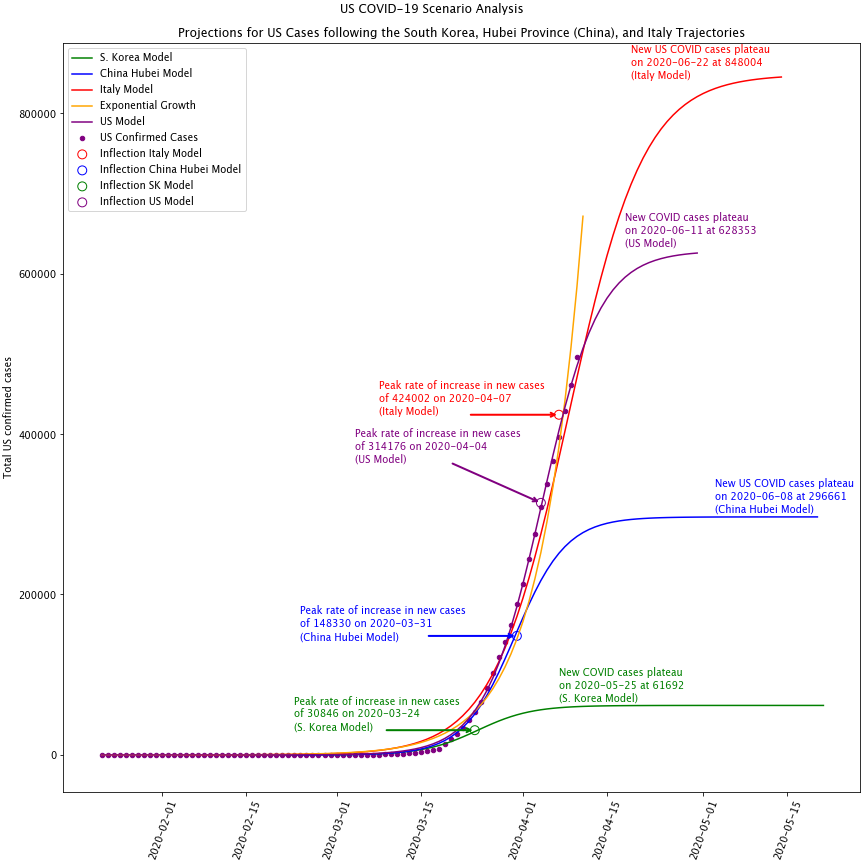 US COVID-19 Scenario Analysis
Projections for US Cases following the South Korea, Hubei Province (China), and Italy Trajectories
S. Korea Model
China Hubei Model
Italy Model
Exponential Growth
US Model
US Confirmed Cases
Inflection Italy Model
Inflection China Hubei Model
Inflection SK Model
Inflection US Model
New US COVID cases plateau
on 2020-06-22 at 848004
(Italy Model)
New COVID cases plateau
on 2020-06-11 at 628353
(US Model)
Peak rate of increase in new cases
of 424002 on 2020-04-07
(Italy Model)
Peak rate of increase in new cases
of 314176 on 2020-04-04
(US Model)
New US COVID cases plateau
on 2020-06-08 at 296661
(China Hubei Model)
Peak rate of increase in new cases
of 148330 on 2020-03-31
(China Hubei Model)
New COVID cases plateau
on 2020-05-25 at 61692
(S. Korea Model)
Peak rate of increase in new cases
of 30846 on 2020-03-24
(S. Korea Model)
Total US confirmed cases
800000
600000
400000
200000
0
2020-02-01
2020-02-15
2020-03-01
2020-03-15
2020-04-01
2020-04-15
2020-05-01
2020-05-15